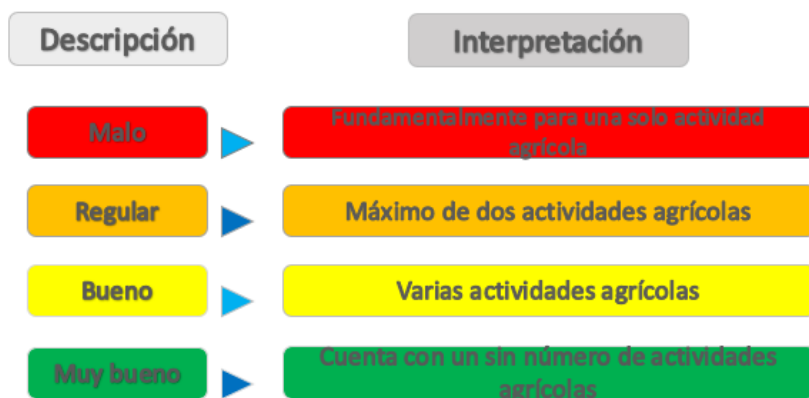 Descripción
Interpretación
Malo
Fundamentalmente para una solo actividad
agrícola
Regular
Máximo de dos actividades agrícolas
Bueno
Varias actividades agrícolas
Muy bueno
Cuenta con un sin número de actividades
agrícolas